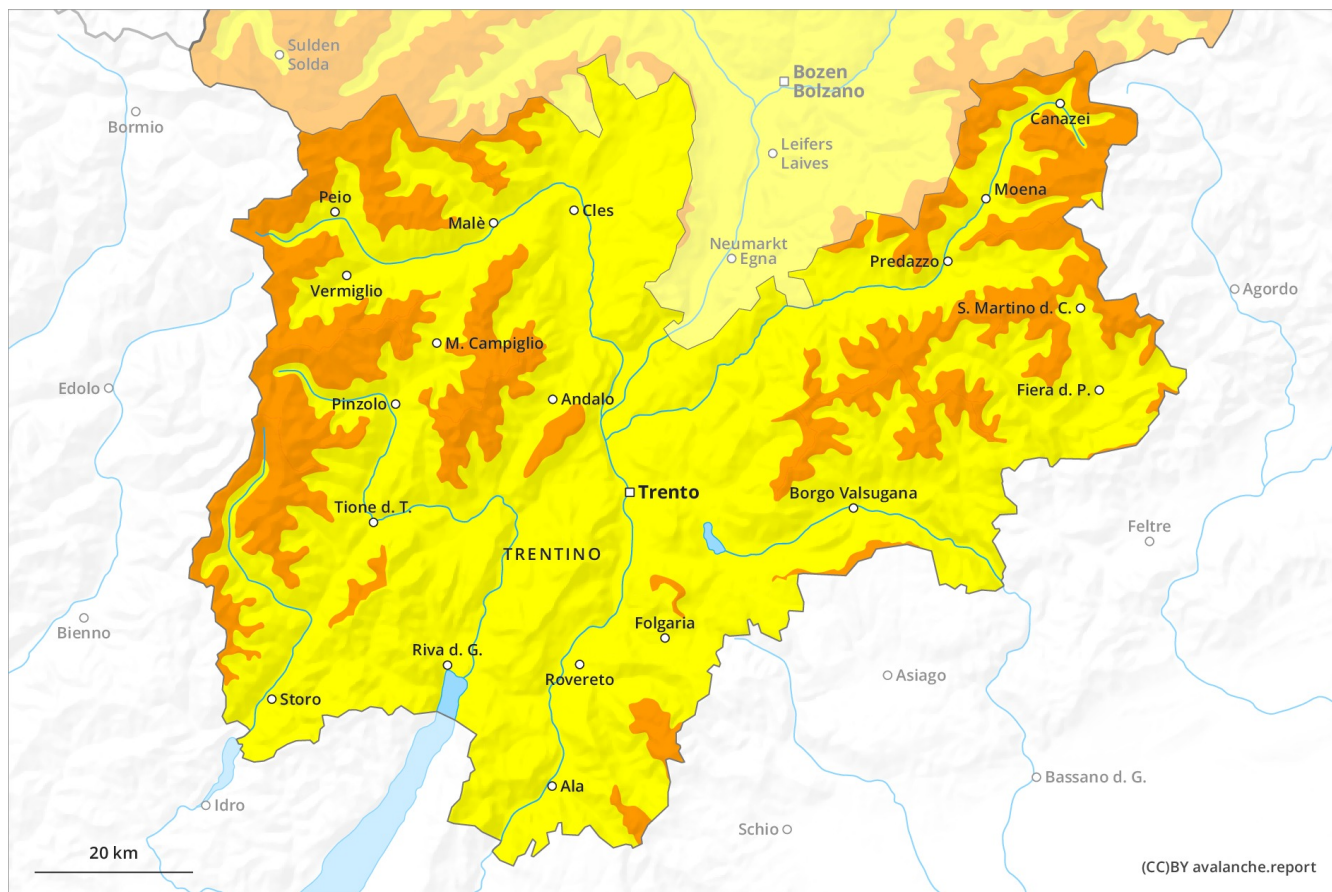 Sulden
Solda
Bozen
Bolzano
Bormio
Canazei
Leifers
Laives
Moena
Peio
Cles
Malè
Neumarkt
Egna
Predazzo
Vermiglio
Agordo
S. Martino d. C.
M. Campiglio
Edolo
Fiera d. P.
Andalo
Pinzolo
Trento
Borgo Valsugana
Tione d. T.
Feltre
TRENTINO
Bienno
Folgaria
Riva d. G.
Asiago
Rovereto
Storo
Bassano d. G.
Ala
Idro
Schio
20 km
(CC)BY avalanche.report